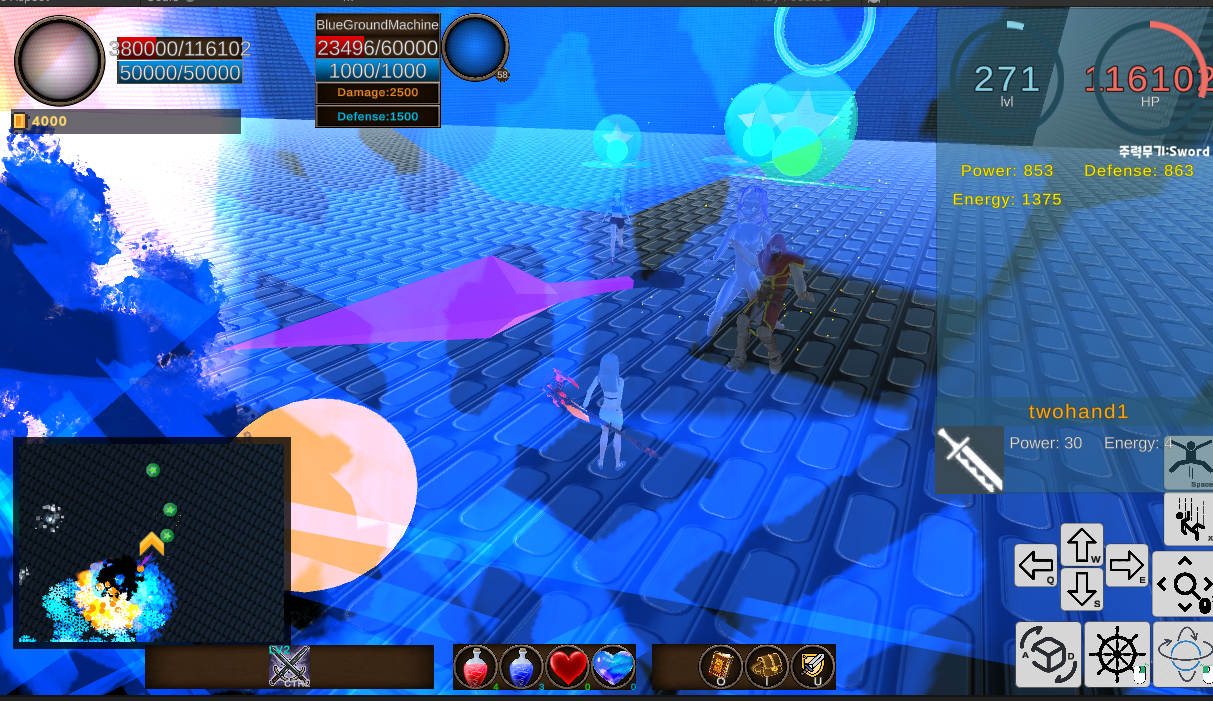 BlueGroundMachine
380000/116102
23496/60000
50000/50000
1000/1000
58
Damage:2500
Defense:1500
4000
271
lvl
116102
HP
주력무기:Sword
Power: 853
Defense: 863
Energy: 1375
twohand1
Power: 30
Energy: 4
Space
X
W
Q
E
S
A
D
LV2
CTRL
4
3
0
0
O
I
U